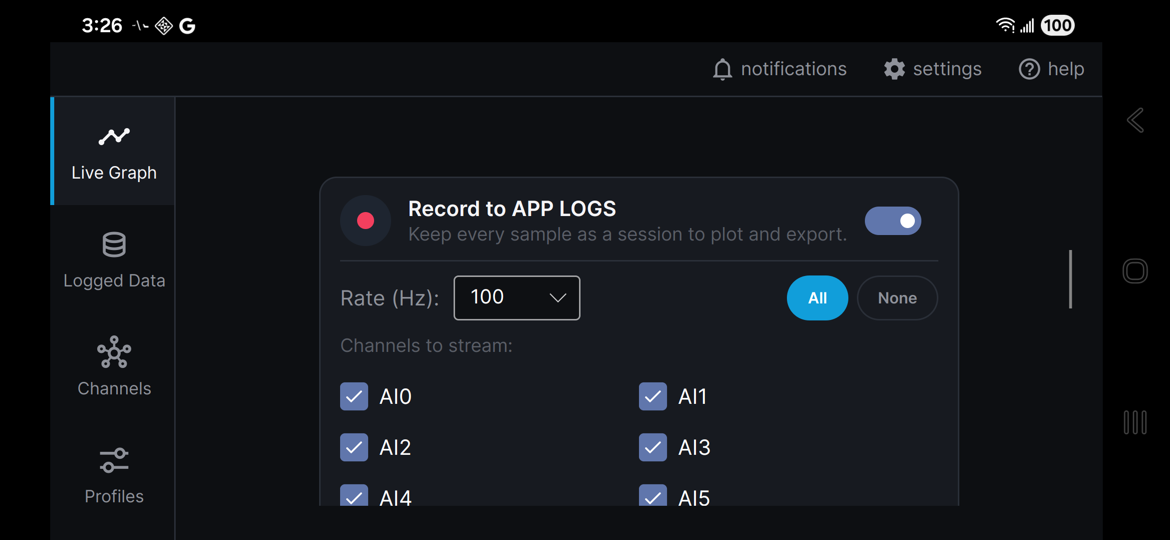 3:26 G 100
notifications settings help
Live Graph
Logged Data
Channels
Profiles
Record to APP LOGS
Keep every sample as a session to plot and export.
Rate (Hz): 100 All None
Channels to stream:
AI0 AI1
AI2 AI3
AI4 AI5